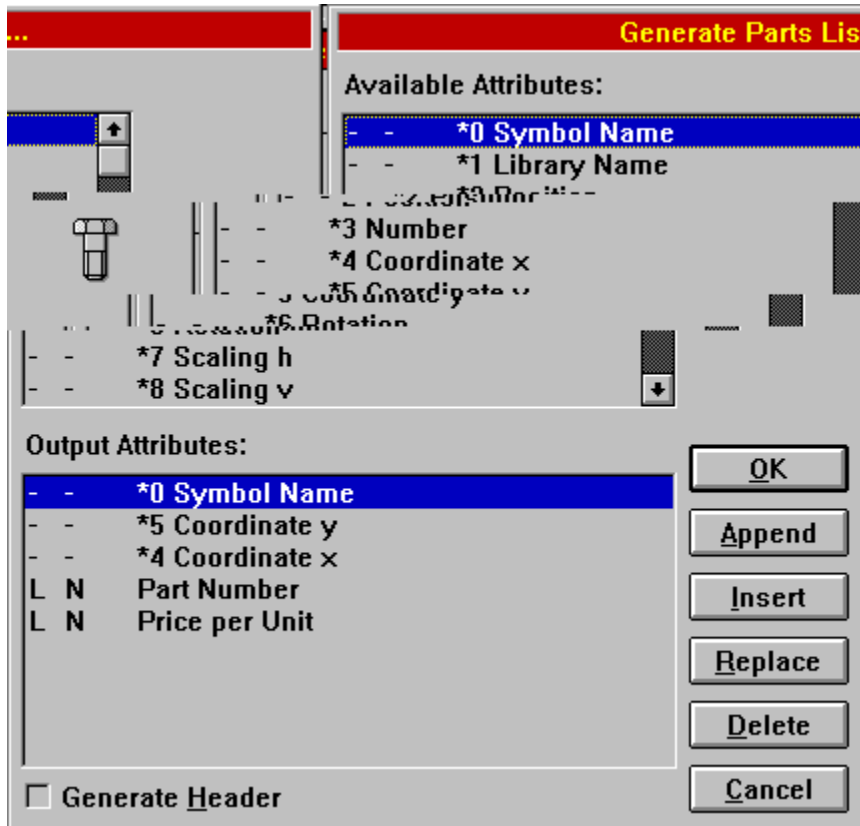 ...
Generate Parts Lis
Available Attributes:
- - *0 Symbol Name
- - *1 Library Name
*3 Number
- - *4 Coordinate x
*6 Rotation
- - *7 Scaling h
- - *8 Scaling v
Output Attributes:
- - *0 Symbol Name
- - *5 Coordinate y
- - *4 Coordinate x
L N Part Number
L N Price per Unit
OK
Append
Insert
Replace
Delete
Cancel
Generate Header